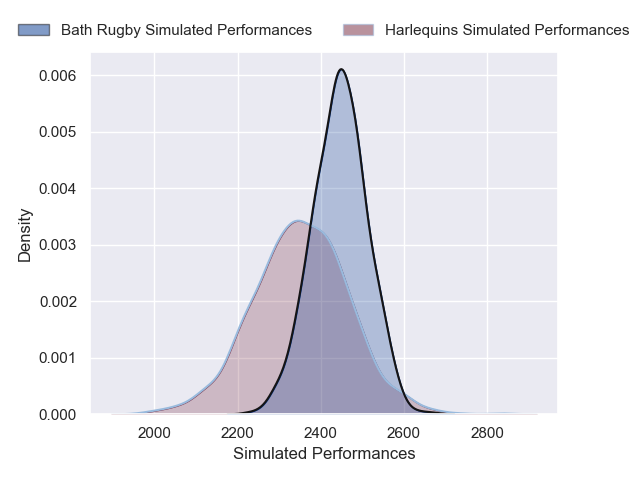 Bath Rugby Simulated Performances Harlequins Simulated Performances
0.006
0.005
0.004
0.003
0.002
0.001
0.000
Density
2000 2200 2400 2600 2800
Simulated Performances